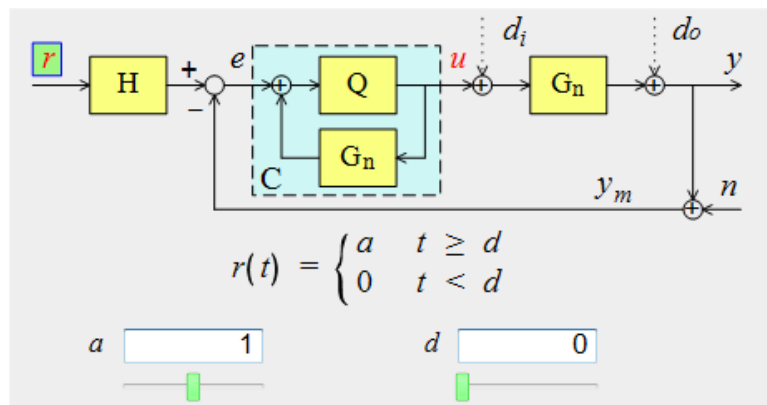 r H + − e + Q u + d_i G_n + d_o y
G_n
C
y_m + n
r(t) = { a t ≥ d
0 t < d
a 1 d 0